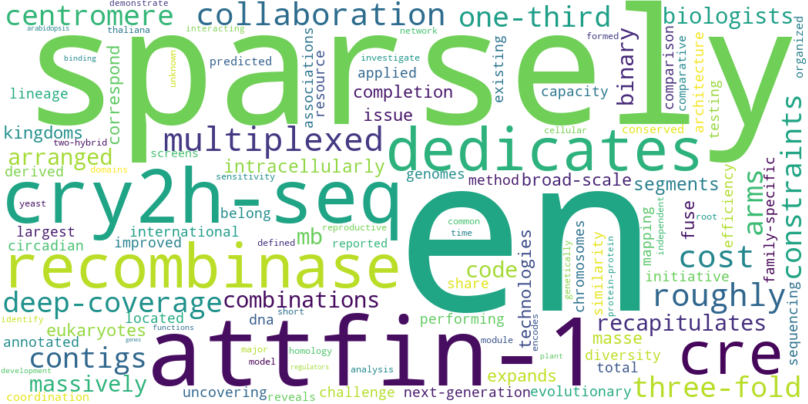 demonstrate
arabidopsis thaliana
centromere
collaboration
one-third
biologists
interacting
network
organized
binding
unknown
predicted
associations
resource
applied
investigate
formed
existing
binary
comparison
comparative
architecture
sparsely
lineage
correspond
completion
capacity
issue
testing
kingdoms
two-hybrid
multiplexed
cellular
conserved
dedicates
constraints
arranged
screens
derived
domains
intracellularly
genomes
method
broad-scale
segments
arms
family-specific
yeast
sensitivity
cry2h-seq
belong
en
fuse
efficiency
largest
international
reproductive
common
root
circadian
improved
defined
mb
reported
time
independent
mapping
recombinase
technologies
chromosomes
genetically
similarity
protein-protein
cost
code
share
initiative
sequencing
deep-coverage
combinations
encodes
roughly
located
dna
short
performing
identify
eukaryotes
attfin-1
recapitulates
annotated
functions
genes
contigs
major
homology
module
plant
masse
diversity
cre
development
model
analysis
expands
total
massively
regulators
three-fold
coordination
uncovering
reveals
challenge
next-generation
evolutionary